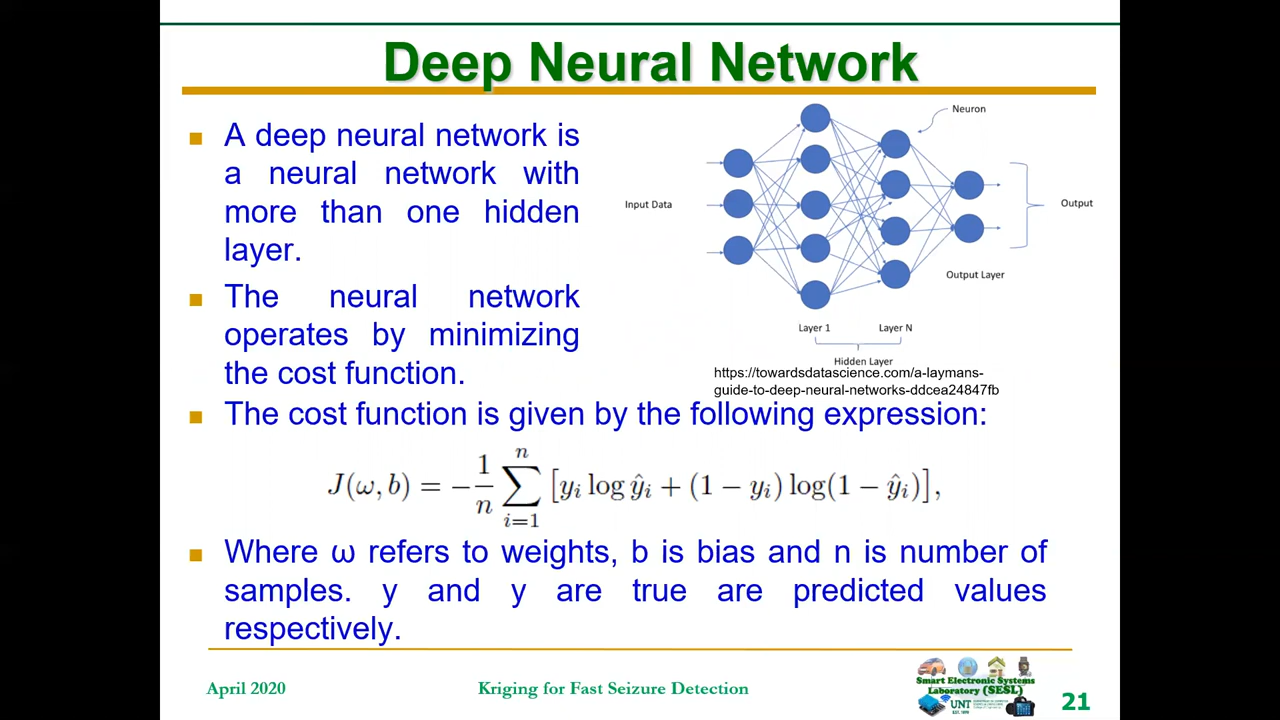 Deep Neural Network
A deep neural network is
a neural network with
more than one hidden
layer.
The neural network
operates by minimizing
the cost function.
Neuron
Input Data
Output
Output Layer
Layer 1
Layer N
Hidden Layer
https://towardsdatascience.com/a-laymans-
guide-to-deep-neural-networks-ddcea24847fb
The cost function is given by the following expression:
J(ω, b) = −\frac{1}{n} \sum_{i=1}^{n} [y_i log ŷ_i + (1 − y_i) log(1 − ŷ_i)],
Where ω refers to weights, b is bias and n is number of
samples. y and y are true are predicted values
respectively.
April 2020
Kriging for Fast Seizure Detection
Smart Electronic Systems
Laboratory (SESL)
UNT
21